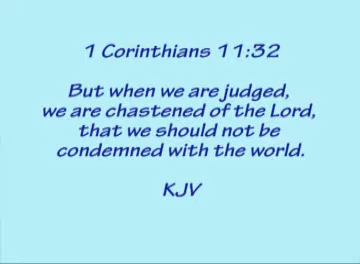 1 Corinthians 11:32
But when we are judged,
we are chastened of the Lord,
that we should not be
condemned with the world.
KJV